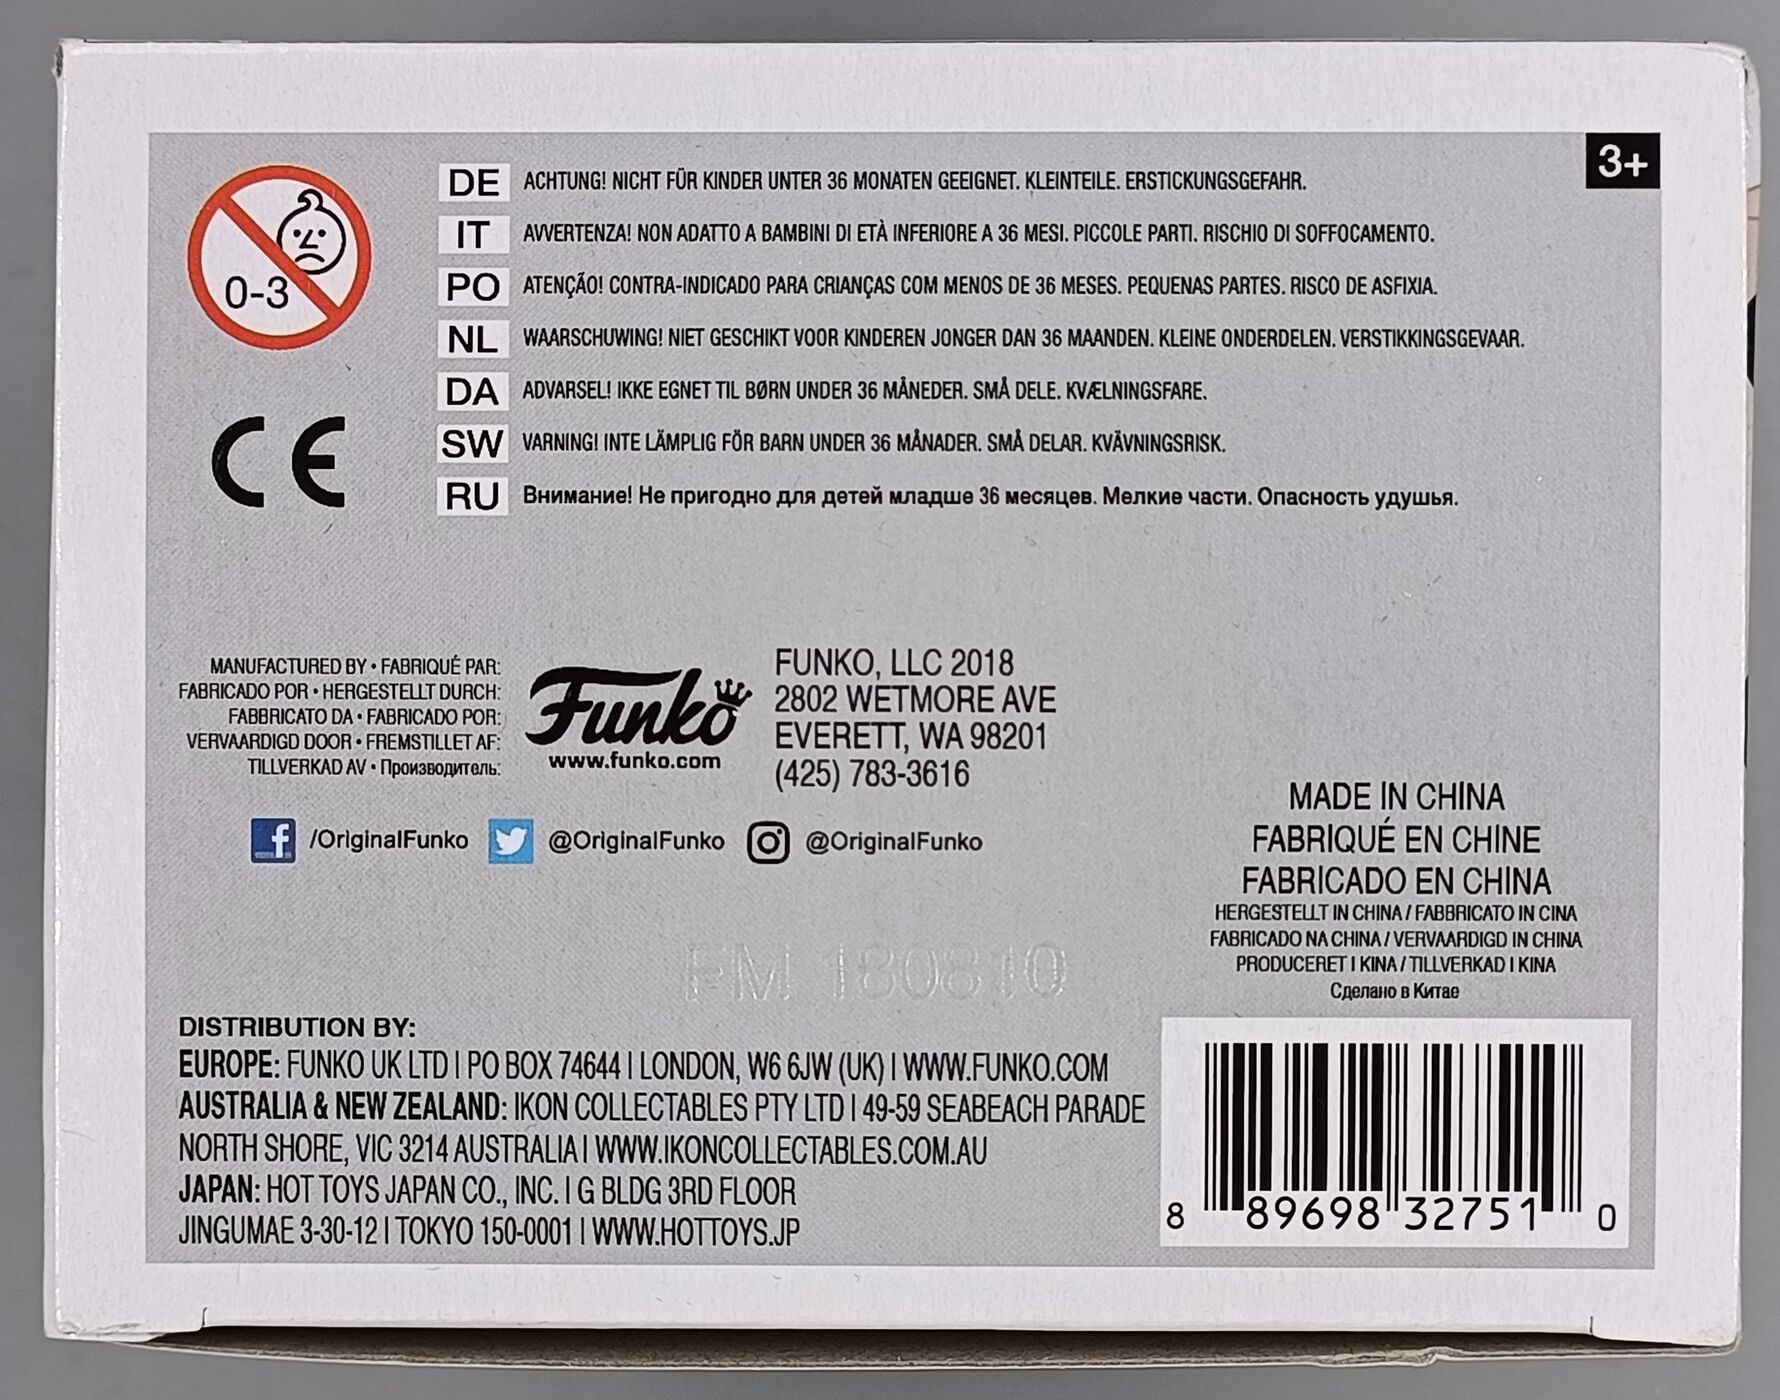 3+
0-3
DE ACHTUNG! NICHT FÜR KINDER UNTER 36 MONATEN GEEIGNET. KLEINTEILE. ERSTICKUNGSGEFAHR.
IT AVVERTENZA! NON ADATTO A BAMBINI DI ETÀ INFERIORE A 36 MESI. PICCOLE PARTI. RISCHIO DI SOFFOCAMENTO.
PO ATENÇÃO! CONTRA-INDICADO PARA CRIANÇAS COM MENOS DE 36 MESES. PEQUENAS PARTES. RISCO DE ASFIXIA.
NL WAARSCHUWING! NIET GESCHIKT VOOR KINDEREN JONGER DAN 36 MAANDEN. KLEINE ONDERDELEN. VERSTIKKINGSGEVAAR.
DA ADVARSEL! IKKE EGNET TIL BØRN UNDER 36 MÅNEDER. SMÅ DELE. KVÆLNINGSFARE.
SW VARNING! INTE LÄMPLIG FÖR BARN UNDER 36 MÅNADER. SMÅ DELAR. KVÄVNINGSRISK.
RU Внимание! Не пригодно для детей младше 36 месяцев. Мелкие части. Опасность удушья.
CE
MANUFACTURED BY • FABRIQUÉ PAR:
FABRICADO POR • HERGESTELLT DURCH:
FABBRICATO DA • FABRICADO POR:
VERVAARDIGD DOOR • FREMSTILLET AF:
TILLVERKAD AV • Производитель:
Funko
www.funko.com
FUNKO, LLC 2018
2802 WETMORE AVE
EVERETT, WA 98201
(425) 783-3616
/OriginalFunko @OriginalFunko @OriginalFunko
MADE IN CHINA
FABRIQUÉ EN CHINE
FABRICADO EN CHINA
HERGESTELLT IN CHINA / FABBRICATO IN CINA
FABRICADO NA CHINA / VERVAARDIGD IN CHINA
PRODUCERET I KINA / TILLVERKAD I KINA
Сделано в Китае
FM 180810
DISTRIBUTION BY:
EUROPE: FUNKO UK LTD | PO BOX 74644 | LONDON, W6 6JW (UK) | WWW.FUNKO.COM
AUSTRALIA & NEW ZEALAND: IKON COLLECTABLES PTY LTD | 49-59 SEABEACH PARADE
NORTH SHORE, VIC 3214 AUSTRALIA | WWW.IKONCOLLECTABLES.COM.AU
JAPAN: HOT TOYS JAPAN CO., INC. | G BLDG 3RD FLOOR
JINGUMAE 3-30-12 | TOKYO 150-0001 | WWW.HOTTOYS.JP
8 89698 32751 0